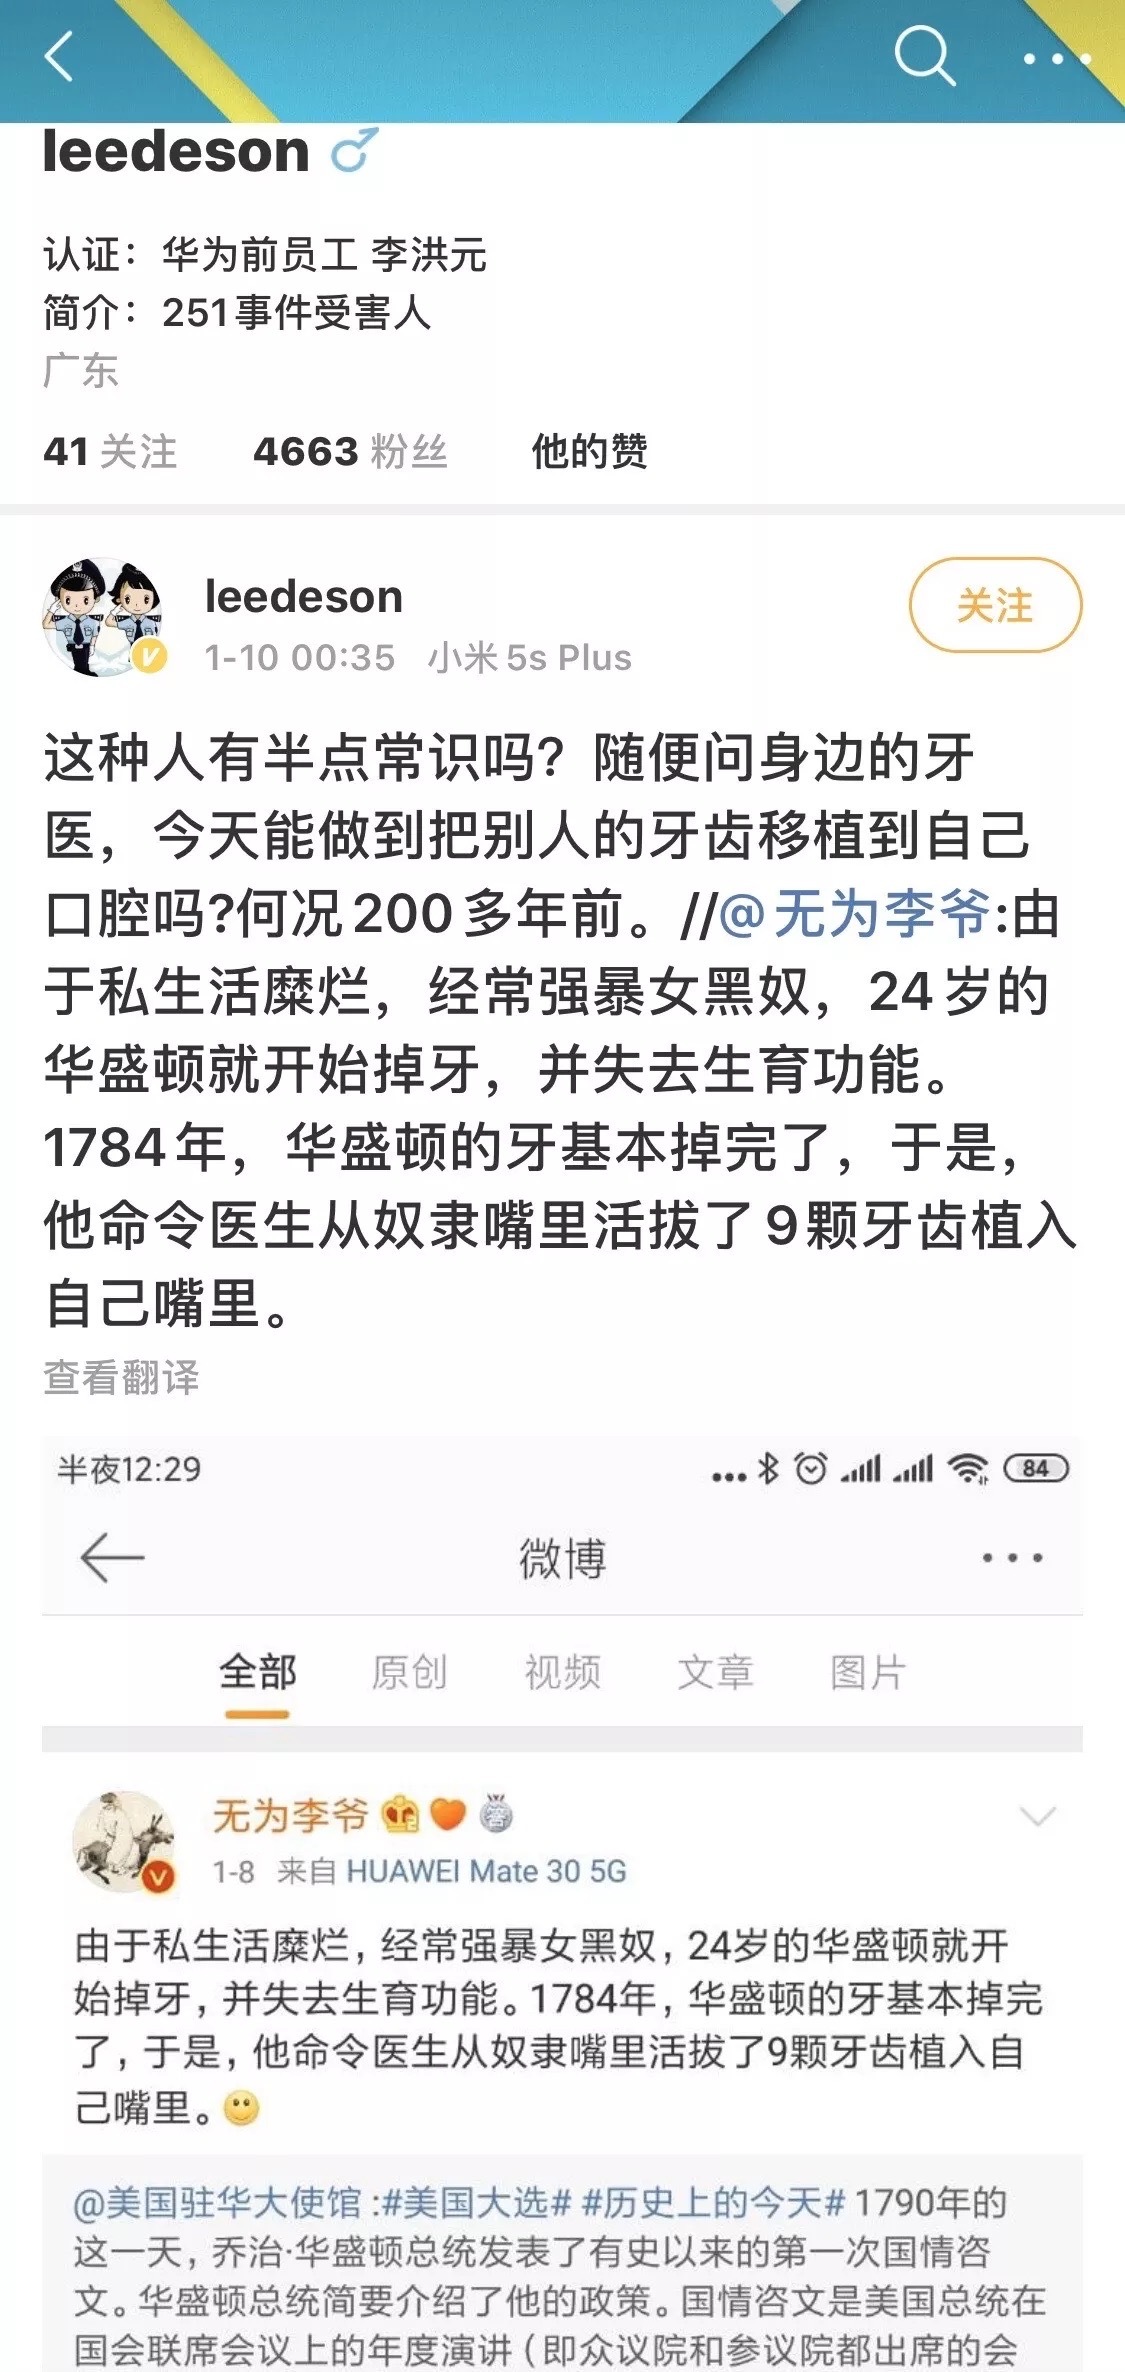 leedeson
认证：华为前员工 李洪元
简介：251事件受害人
广东
41 关注 4663 粉丝 他的赞
leedeson
关注
1-10 00:35 小米5s Plus
这种人有半点常识吗？随便问身边的牙
医，今天能做到把别人的牙齿移植到自己
口腔吗?何况200多年前。//@无为李爷:由
于私生活糜烂，经常强暴女黑奴，24岁的
华盛顿就开始掉牙，并失去生育功能。
1784年，华盛顿的牙基本掉完了，于是，
他命令医生从奴隶嘴里活拔了9颗牙齿植入
自己嘴里。
查看翻译
半夜12:29
84
微博
全部 原创 视频 文章 图片
无为李爷
1-8 来自 HUAWEI Mate 30 5G
由于私生活糜烂，经常强暴女黑奴，24岁的华盛顿就开
始掉牙，并失去生育功能。1784年，华盛顿的牙基本掉完
了，于是，他命令医生从奴隶嘴里活拔了9颗牙齿植入自
己嘴里。
@美国驻华大使馆 :#美国大选# #历史上的今天# 1790年的
这一天，乔治·华盛顿总统发表了有史以来的第一次国情咨
文。华盛顿总统简要介绍了他的政策。国情咨文是美国总统在
国会联席会议上的年度演讲（即众议院和参议院都出席的会